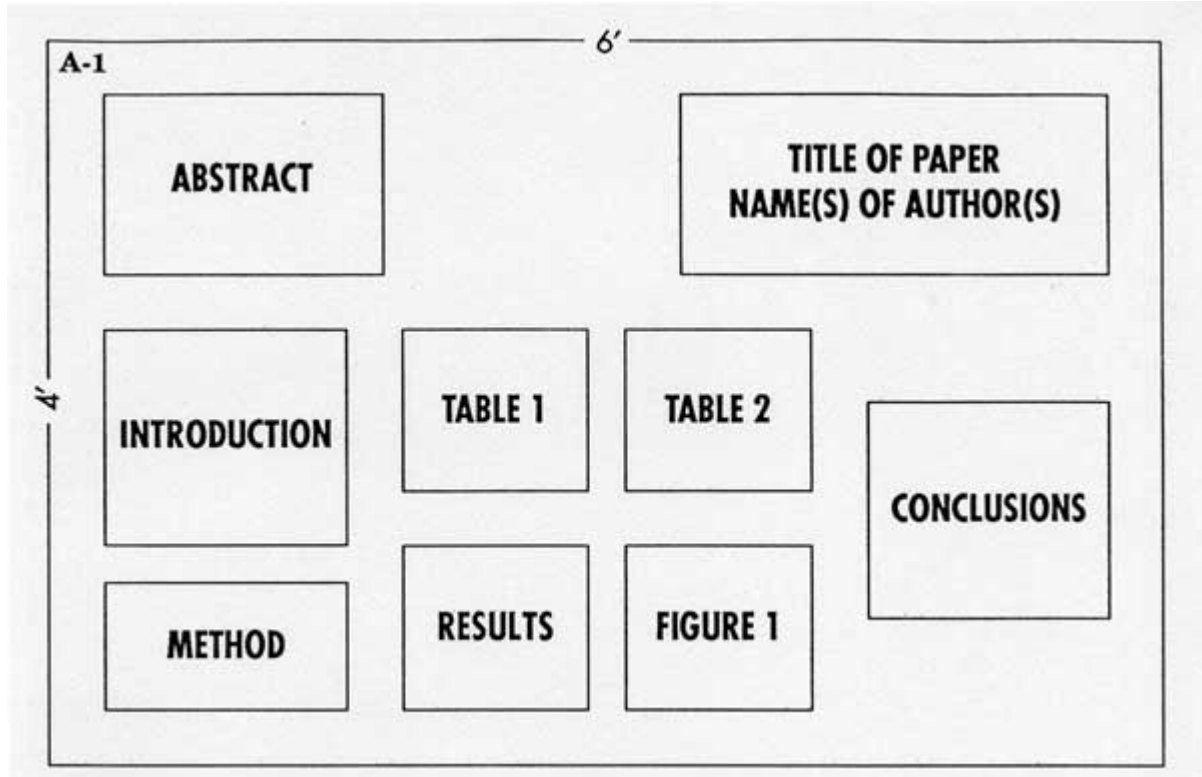 6′
A-1
ABSTRACT
TITLE OF PAPER
NAME(S) OF AUTHOR(S)
4′
INTRODUCTION
TABLE 1
TABLE 2
CONCLUSIONS
METHOD
RESULTS
FIGURE 1